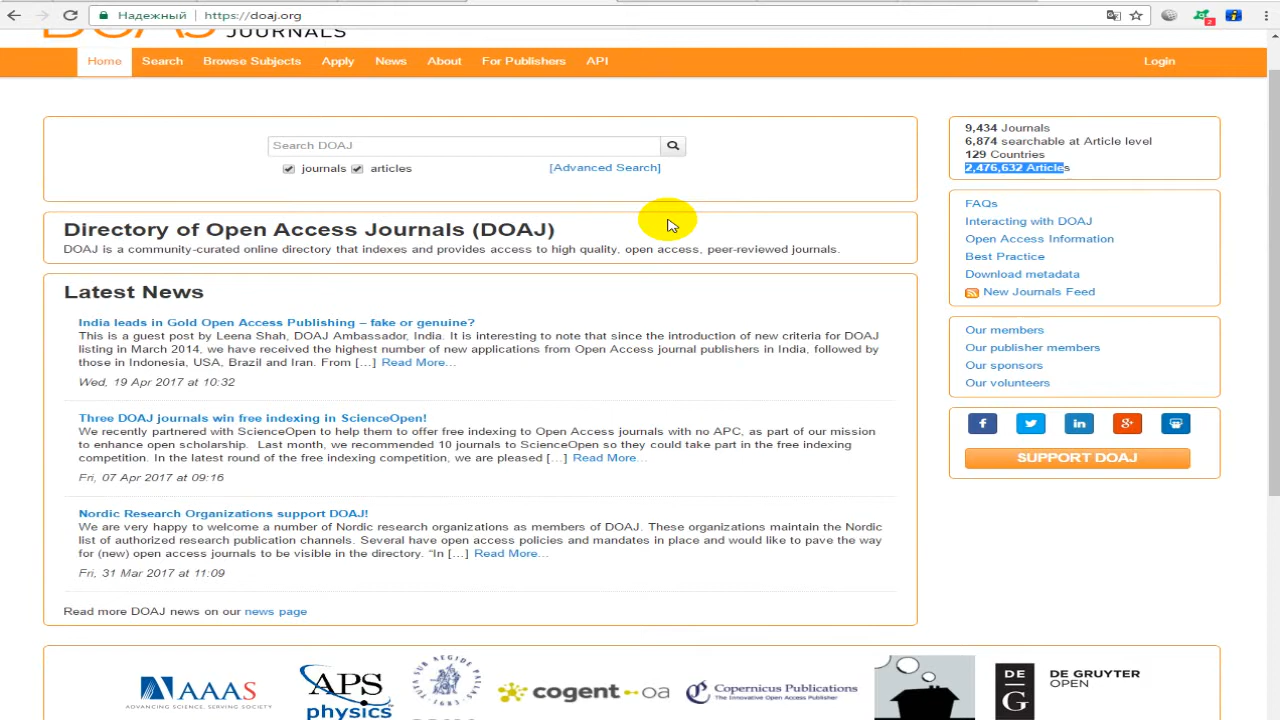 Надежный https://doaj.org
JOURNALS
Home Search Browse Subjects Apply News About For Publishers API Login
Search DOAJ
journals articles [Advanced Search]
Directory of Open Access Journals (DOAJ)
DOAJ is a community-curated online directory that indexes and provides access to high quality, open access, peer-reviewed journals.
Latest News
India leads in Gold Open Access Publishing – fake or genuine?
This is a guest post by Leena Shah, DOAJ Ambassador, India. It is interesting to note that since the introduction of new criteria for DOAJ
listing in March 2014, we have received the highest number of new applications from Open Access journal publishers in India, followed by
those in Indonesia, USA, Brazil and Iran. From […] Read More…
Wed, 19 Apr 2017 at 10:32
Three DOAJ journals win free indexing in ScienceOpen!
We recently partnered with ScienceOpen to help them to offer free indexing to Open Access journals with no APC, as part of our mission
to enhance open scholarship. Last month, we recommended 10 journals to ScienceOpen so they could take part in the free indexing
competition. In the latest round of the free indexing competition, we are pleased […] Read More…
Fri, 07 Apr 2017 at 09:16
Nordic Research Organizations support DOAJ!
We are very happy to welcome a number of Nordic research organizations as members of DOAJ. These organizations maintain the Nordic
list of authorized research publication channels. Several have open access policies and mandates in place and would like to pave the way
for (new) open access journals to be visible in the directory. “In […] Read More…
Fri, 31 Mar 2017 at 11:09
Read more DOAJ news on our news page
9,434 Journals
6,874 searchable at Article level
129 Countries
2,476,632 Articles
FAQs
Interacting with DOAJ
Open Access Information
Best Practice
Download metadata
New Journals Feed
Our members
Our publisher members
Our sponsors
Our volunteers
SUPPORT DOAJ
AAAS
ADVANCING SCIENCE, SERVING SOCIETY
APS
physics
cogent oa
Copernicus Publications
The Innovative Open Access Publisher
DE
G
DE GRUYTER
OPEN